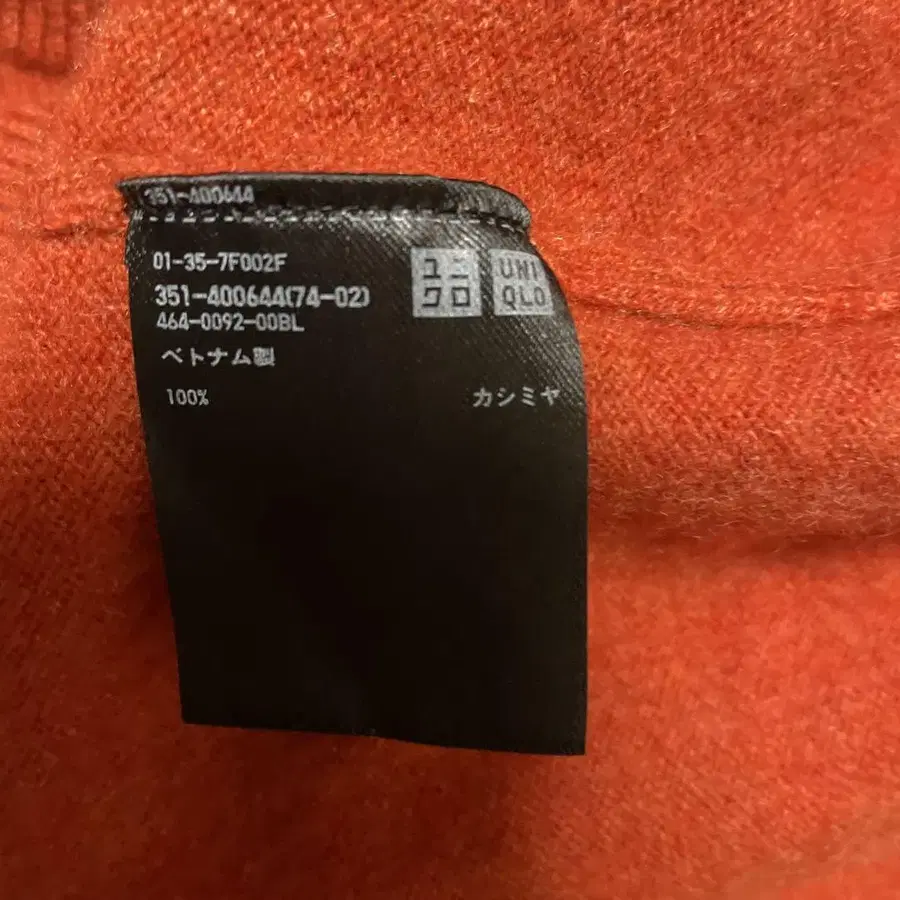 351-400644
01-35-7F002F
ユニ
クロ
UNI
QLO
351-400644(74-02)
464-0092-00BL
ベトナム製
100% カシミヤ